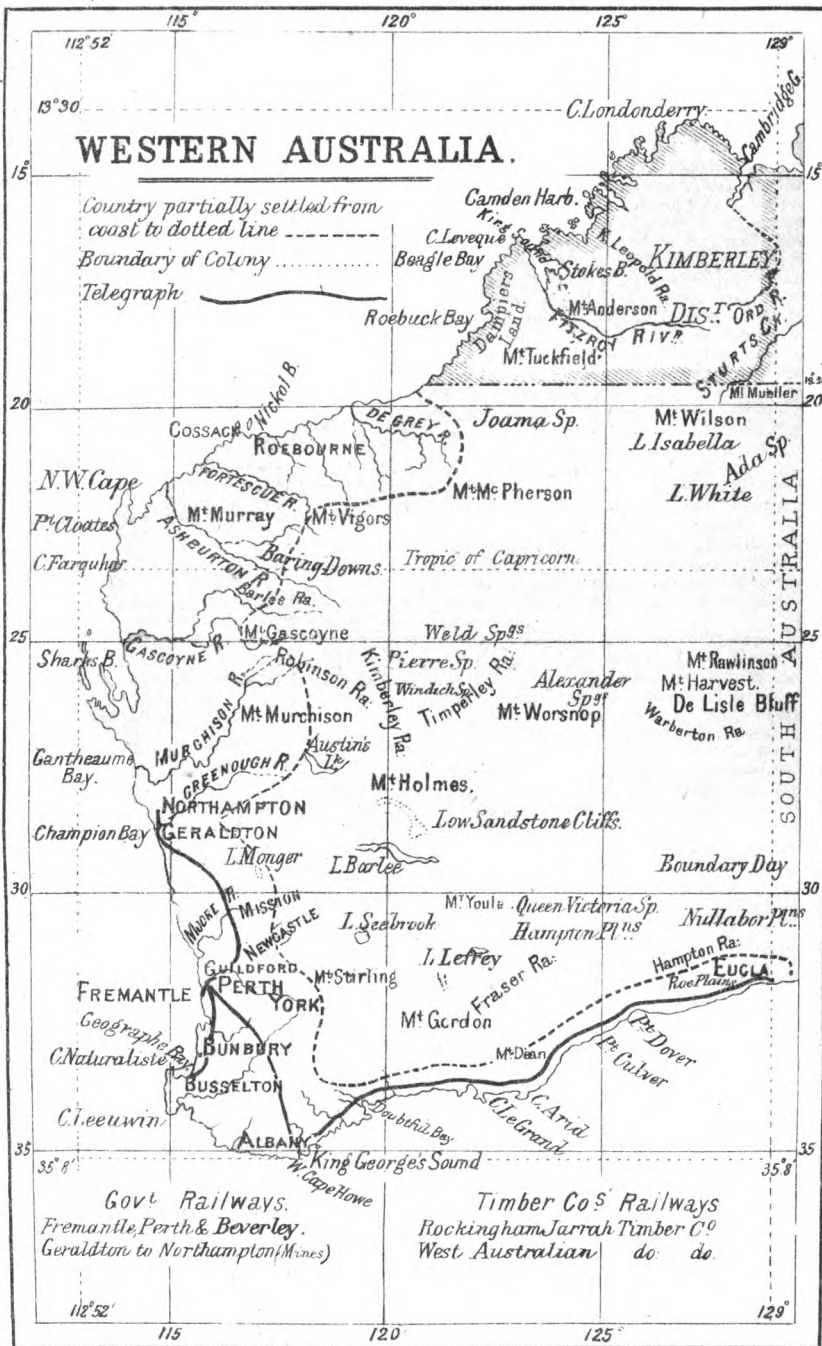 115° 120° 125° 129°
112°52'
13°30'
C. Londonderry.
Cambridge G.
WESTERN AUSTRALIA.
15°
Country partially settled from
coast to dotted line
Boundary of Colony
Telegraph
Camden Harb.
King Sound
C. Leveque
Beagle Bay
K. Leopold Ra.
Stokes B.
KIMBERLEY
Mt Anderson
DIST.
ORD R.
Roebuck Bay
Dampiers
Land.
FITZROY RIVR.
Mt Tuckfield
STURTS CK.
Mt Mueller
20
Nickol B.
COSSACK
ROEBOURNE
DE GREY R.
Joama Sp.
Mt Wilson
L. Isabella
Ada Sp.
N.W. Cape
FORTESCUE R.
Mt Mc Pherson
L. White
Pt Cloates
Mt Murray
Mt Vigors
C. Farquhar
ASHBURTON R.
Baring Downs.
Tropic of Capricorn.
Barlee Ra.
SOUTH AUSTRALIA
25
Mt Gascoyne
Weld Spgs
Sharks B.
GASCOYNE R.
Robinson Ra:
Kimberley Ra:
Pierre Sp.
Windich Sp.
Timperley Ra:
Alexander
Spgs
Mt Rawlinson
Mt Harvest.
De Lisle Bluff
Warberton Ra.
MURCHISON R.
Mt Murchison
Mt Worsnop
Gantheaume
Bay.
GREENOUGH R.
Austin's
Lk
Mt Holmes.
NORTHAMPTON
Champion Bay
GERALDTON
Low Sandstone Cliffs.
L. Monger
L. Barlee
Boundary Day
30
MOORE R.
MISSION
NEWCASTLE
L. Seebrook
Mt Youle
Queen Victoria Sp.
Hampton Plns
Nullabor Plns
L. Lefrey
Fraser Ra:
Hampton Ra:
EUCLA
Roe Plains
GUILDFORD
Mt Stirling
FREMANTLE
PERTH
YORK
Mt Gordon
Geographe Bay
C. Naturaliste
BUNBURY
BUSSELTON
Mt Dean
Pt Dover
Pt Culver
C. Leeuwin
ALBANY
Doubtful Bay
C. Le Grand
C. Arid
35
King George's Sound
W. Cape Howe
35°8' 35°8'
Govt Railways.
Fremantle, Perth & Beverley.
Geraldton to Northampton (Mines)
Timber Cos' Railways
Rockingham Jarrah Timber Co
West Australian do. do.
112°52' 129°
115 120 125